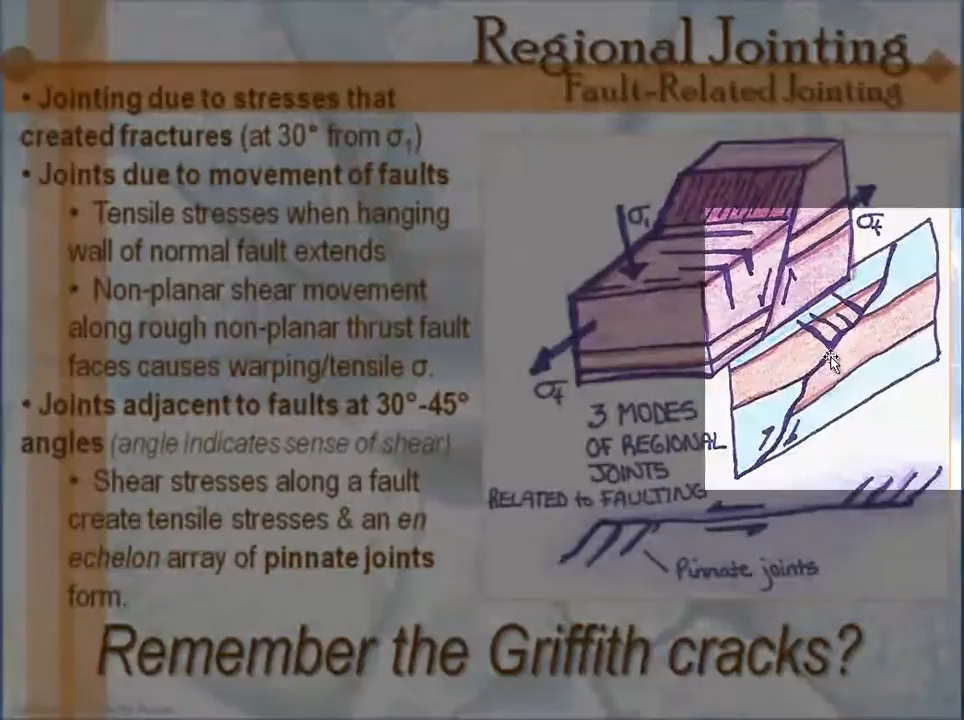 Regional Jointing
Fault-Related Jointing
• Jointing due to stresses that
created fractures (at 30° from σ₁)
• Joints due to movement of faults
• Tensile stresses when hanging
wall of normal fault extends
• Non-planar shear movement
along rough non-planar thrust fault
faces causes warping/tensile σ.
• Joints adjacent to faults at 30°-45°
angles (angle indicates sense of shear)
• Shear stresses along a fault
create tensile stresses & an en
echelon array of pinnate joints
form.
σ₁
σₜ
σₜ
3 MODES
OF REGIONAL
JOINTS
RELATED to FAULTING
Pinnate joints
Remember the Griffith cracks?